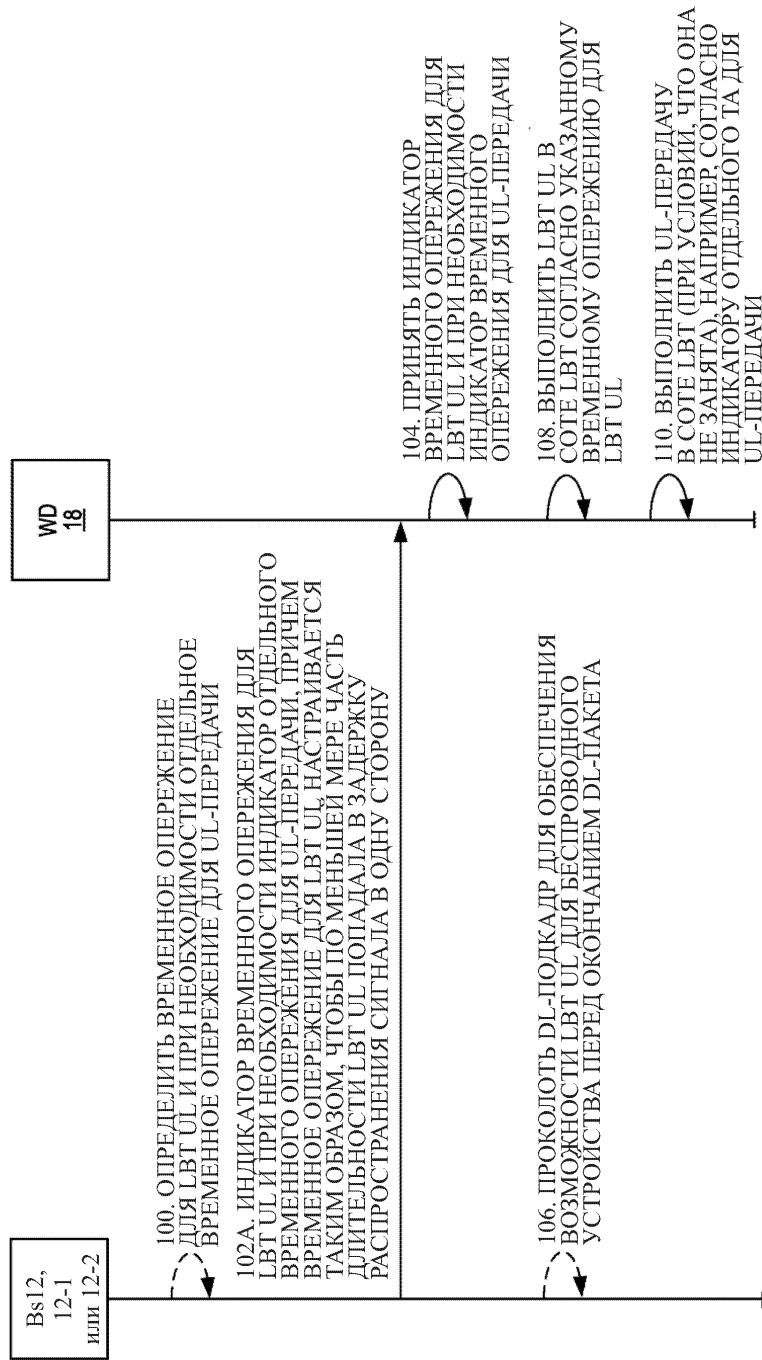 Bs12,
12-1
или 12-2
WD
18
100. ОПРЕДЕЛИТЬ ВРЕМЕННОЕ ОПЕРЕЖЕНИЕ
ДЛЯ LBT UL И ПРИ НЕОБХОДИМОСТИ ОТДЕЛЬНОЕ
ВРЕМЕННОЕ ОПЕРЕЖЕНИЕ ДЛЯ UL-ПЕРЕДАЧИ
102A. ИНДИКАТОР ВРЕМЕННОГО ОПЕРЕЖЕНИЯ ДЛЯ
LBT UL И ПРИ НЕОБХОДИМОСТИ ИНДИКАТОР ОТДЕЛЬНОГО
ВРЕМЕННОГО ОПЕРЕЖЕНИЯ ДЛЯ UL-ПЕРЕДАЧИ, ПРИЧЕМ
ВРЕМЕННОЕ ОПЕРЕЖЕНИЕ ДЛЯ LBT UL НАСТРАИВАЕТСЯ
ТАКИМ ОБРАЗОМ, ЧТОБЫ ПО МЕНЬШЕЙ МЕРЕ ЧАСТЬ
ДЛИТЕЛЬНОСТИ LBT UL ПОПАДАЛА В ЗАДЕРЖКУ
РАСПРОСТРАНЕНИЯ СИГНАЛА В ОДНУ СТОРОНУ
104. ПРИНЯТЬ ИНДИКАТОР
ВРЕМЕННОГО ОПЕРЕЖЕНИЯ ДЛЯ
LBT UL И ПРИ НЕОБХОДИМОСТИ
ИНДИКАТОР ВРЕМЕННОГО
ОПЕРЕЖЕНИЯ ДЛЯ UL-ПЕРЕДАЧИ
106. ПРОКОЛОТЬ DL-ПОДКАДР ДЛЯ ОБЕСПЕЧЕНИЯ
ВОЗМОЖНОСТИ LBT UL ДЛЯ БЕСПРОВОДНОГО
УСТРОЙСТВА ПЕРЕД ОКОНЧАНИЕМ DL-ПАКЕТА
108. ВЫПОЛНИТЬ LBT UL В
СОТЕ LBT СОГЛАСНО УКАЗАННОМУ
ВРЕМЕННОМУ ОПЕРЕЖЕНИЮ ДЛЯ
LBT UL
110. ВЫПОЛНИТЬ UL-ПЕРЕДАЧУ
В СОТЕ LBT (ПРИ УСЛОВИИ, ЧТО ОНА
НЕ ЗАНЯТА), НАПРИМЕР, СОГЛАСНО
ИНДИКАТОРУ ОТДЕЛЬНОГО ТА ДЛЯ
UL-ПЕРЕДАЧИ